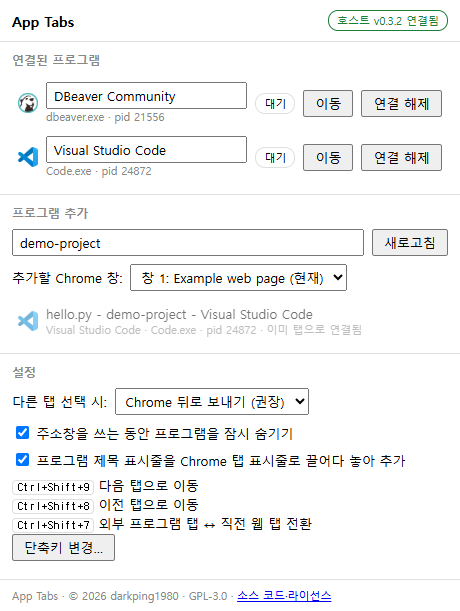 App Tabs
호스트 v0.3.2 연결됨
연결된 프로그램
DBeaver Community
대기 이동 연결 해제
dbeaver.exe · pid 21556
Visual Studio Code
대기 이동 연결 해제
Code.exe · pid 24872
프로그램 추가
demo-project 새로고침
추가할 Chrome 창: 창 1: Example web page (현재)
hello.py - demo-project - Visual Studio Code
Visual Studio Code · Code.exe · pid 24872 · 이미 탭으로 연결됨
설정
다른 탭 선택 시: Chrome 뒤로 보내기 (권장)
주소창을 쓰는 동안 프로그램을 잠시 숨기기
프로그램 제목 표시줄을 Chrome 탭 표시줄로 끌어다 놓아 추가
Ctrl+Shift+9 다음 탭으로 이동
Ctrl+Shift+8 이전 탭으로 이동
Ctrl+Shift+7 외부 프로그램 탭 ↔ 직전 웹 탭 전환
단축키 변경...
App Tabs · © 2026 darkping1980 · GPL-3.0 · 소스 코드·라이선스